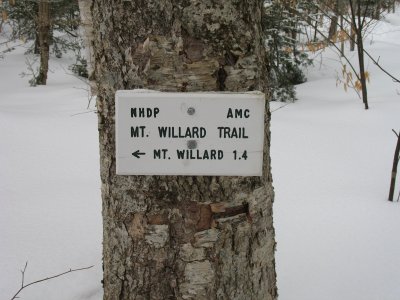 NHDP AMC
MT. WILLARD TRAIL
← MT. WILLARD 1.4